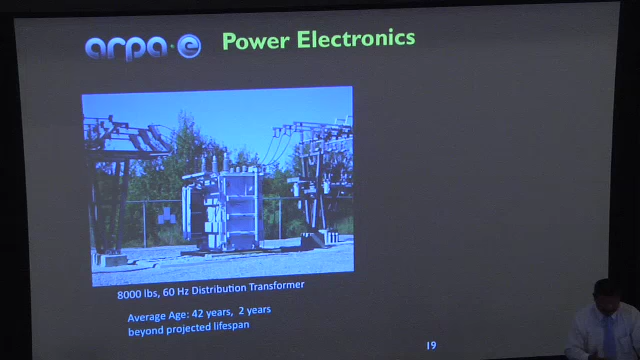 arpa·e
Power Electronics
8000 lbs, 60 Hz Distribution Transformer
Average Age: 42 years, 2 years
beyond projected lifespan
19